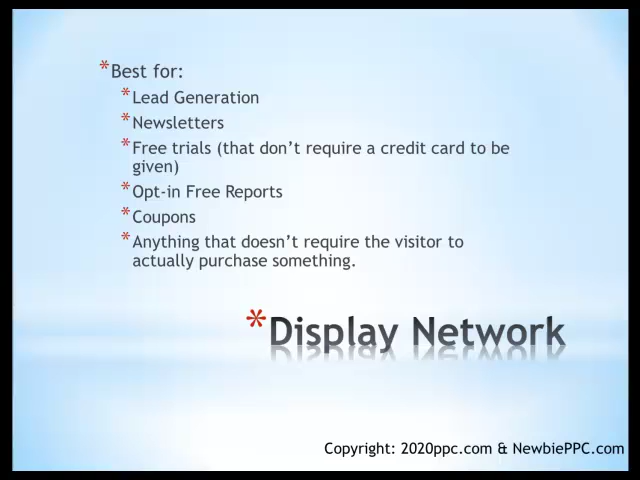 *Best for:
*Lead Generation
*Newsletters
*Free trials (that don't require a credit card to be
given)
*Opt-in Free Reports
*Coupons
*Anything that doesn't require the visitor to
actually purchase something.
*Display Network
Copyright: 2020ppc.com & NewbiePPC.com